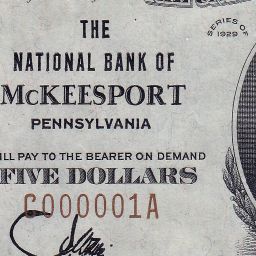 SERIES OF
1929
THE
NATIONAL BANK OF
McKEESPORT
PENNSYLVANIA
ILL PAY TO THE BEARER ON DEMAND
FIVE DOLLARS
C000001A